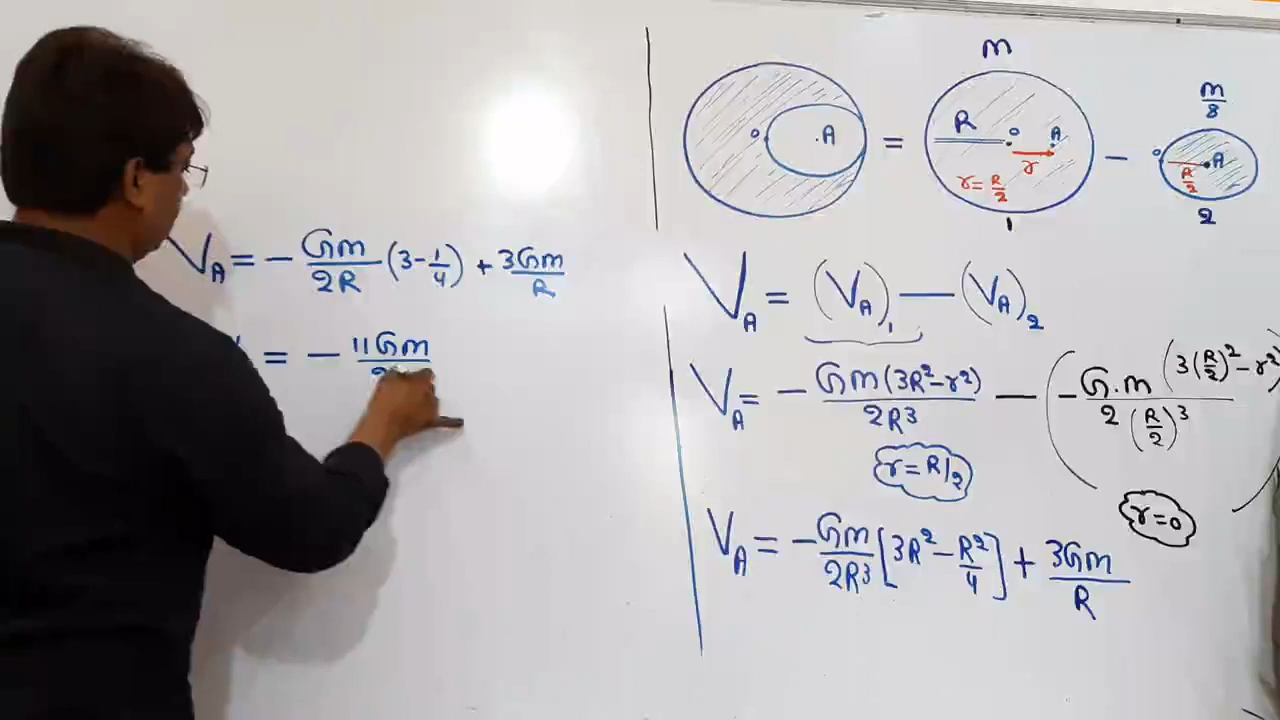 V_A = - Gm/2R (3 - 1/4) + 3Gm/R
= - 11Gm
m
m/8
O .A = R O A r r = R/2 - O A R/2
1 2
V_A = (V_A)_1 - (V_A)_2
V_A = - Gm(3R² - r²)/2R³ - (- G.m (3(R/2)² - r²)/2(R/2)³
r = R/2
r = 0
V_A = - Gm/2R³ [3R² - R²/4] + 3Gm/R